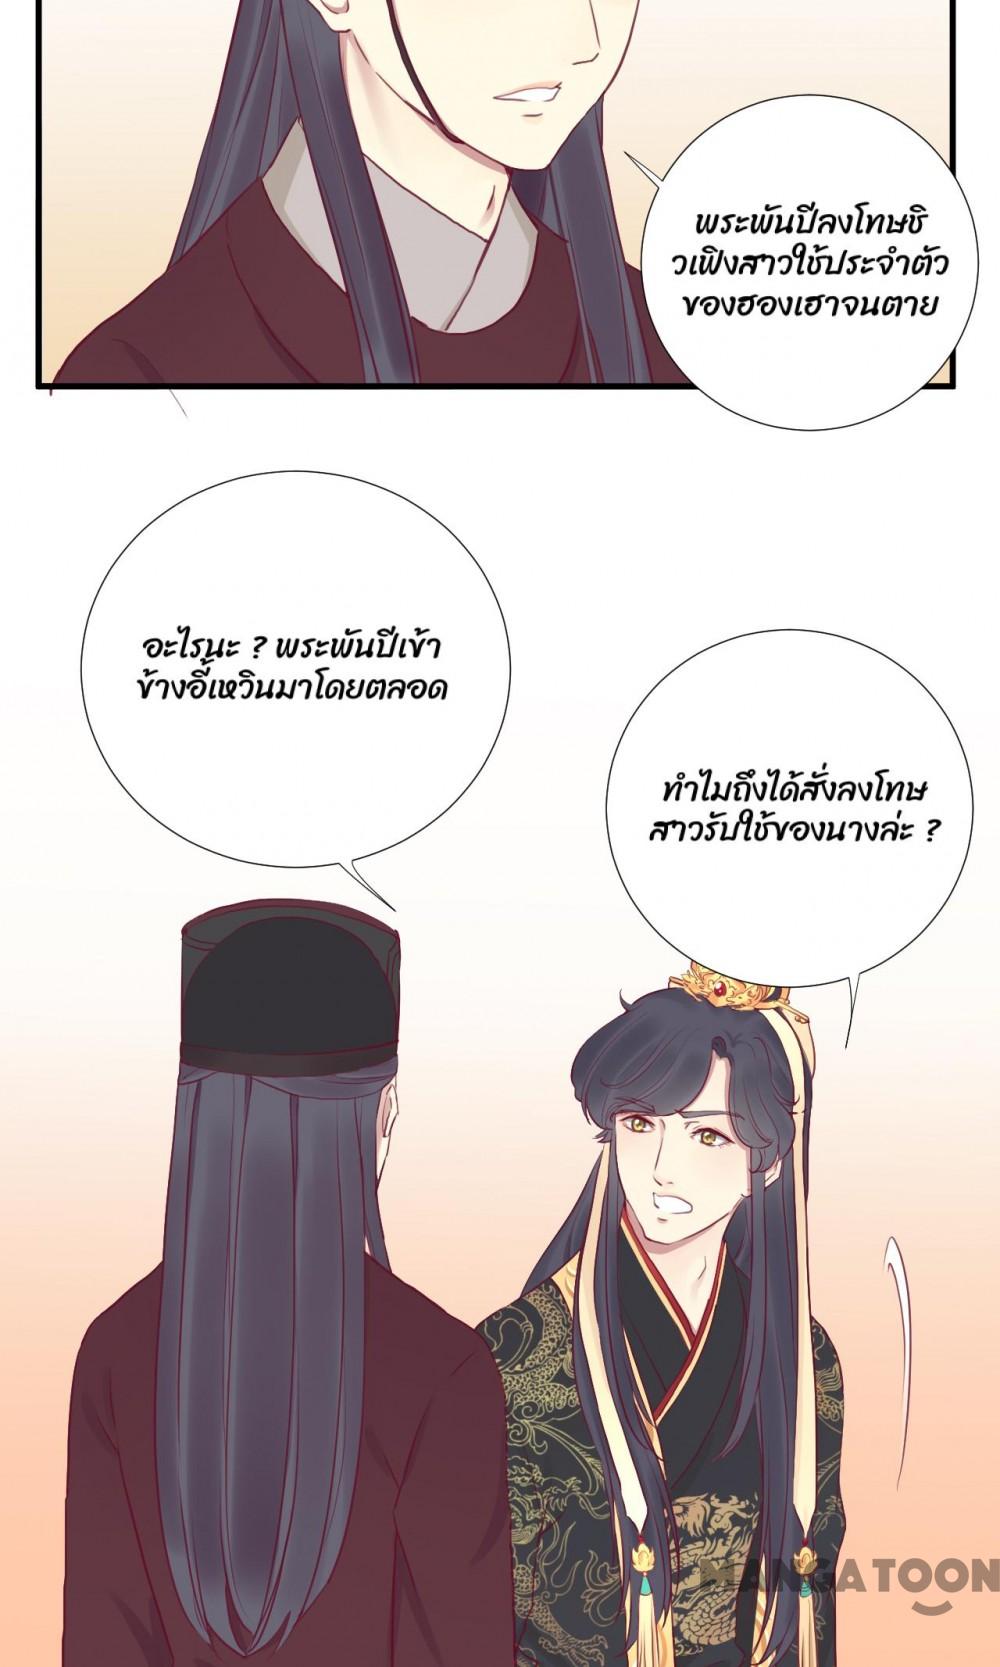 พระพันปีลงโทษชิ
วเฟิงสาวใช้ประจำตัว
ของฮองเฮาจนตาย
อะไรนะ ? พระพันปีเข้า
ข้างอี้เหวินมาโดยตลอด
ทำไมถึงได้สั่งลงโทษ
สาวรับใช้ของนางล่ะ ?
MANGATOON